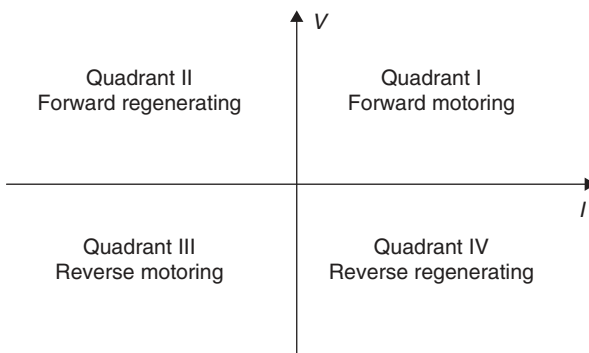 V
Quadrant II
Forward regenerating
Quadrant I
Forward motoring
I
Quadrant III
Reverse motoring
Quadrant IV
Reverse regenerating